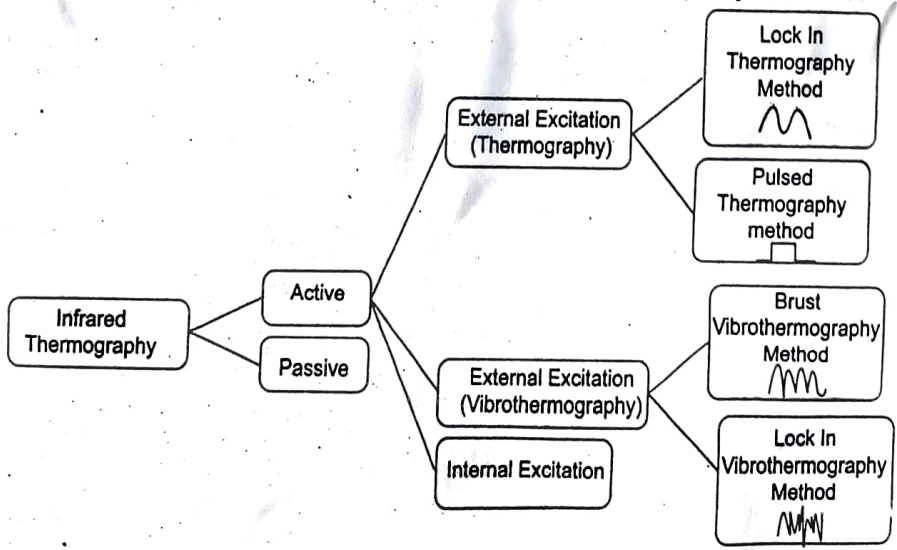 Infrared
Thermography
Active
Passive
External Excitation
(Thermography)
External Excitation
(Vibrothermography)
Internal Excitation
Lock In
Thermography
Method
Pulsed
Thermography
method
Brust
Vibrothermography
Method
Lock In
Vibrothermography
Method